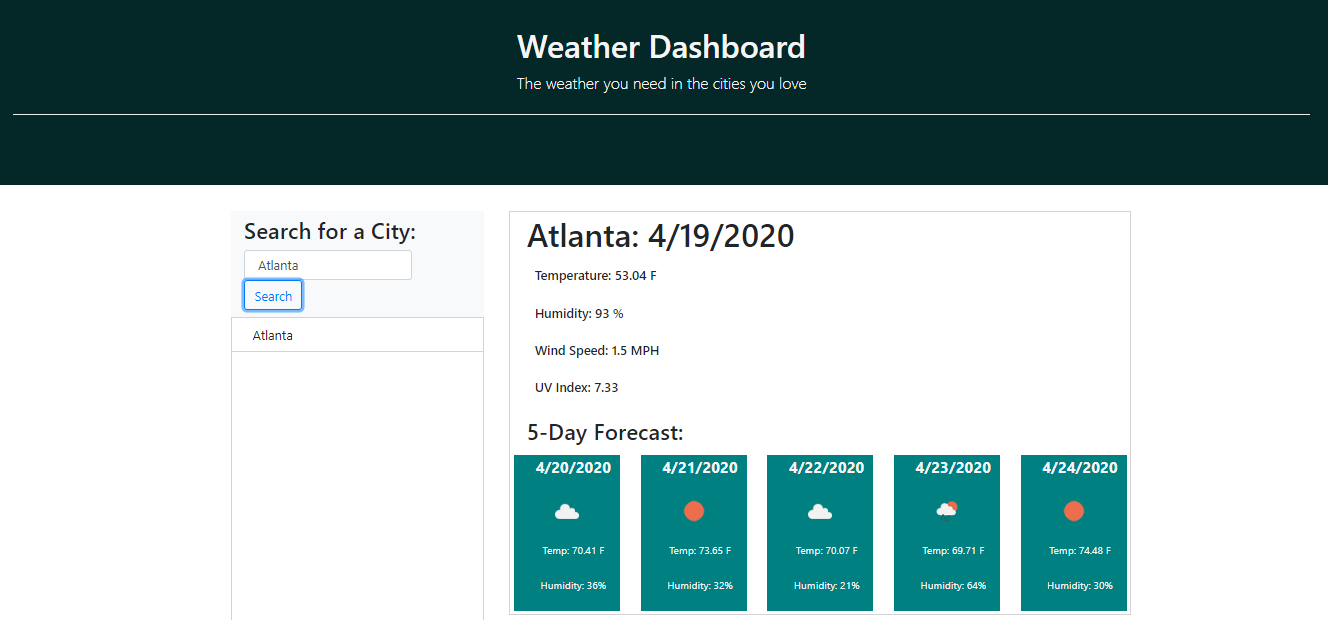 Weather Dashboard
The weather you need in the cities you love
Search for a City:
Atlanta
Search
Atlanta
Atlanta: 4/19/2020
Temperature: 53.04 F
Humidity: 93 %
Wind Speed: 1.5 MPH
UV Index: 7.33
5-Day Forecast:
4/20/2020
Temp: 70.41 F
Humidity: 36%
4/21/2020
Temp: 73.65 F
Humidity: 32%
4/22/2020
Temp: 70.07 F
Humidity: 21%
4/23/2020
Temp: 69.71 F
Humidity: 64%
4/24/2020
Temp: 74.48 F
Humidity: 30%